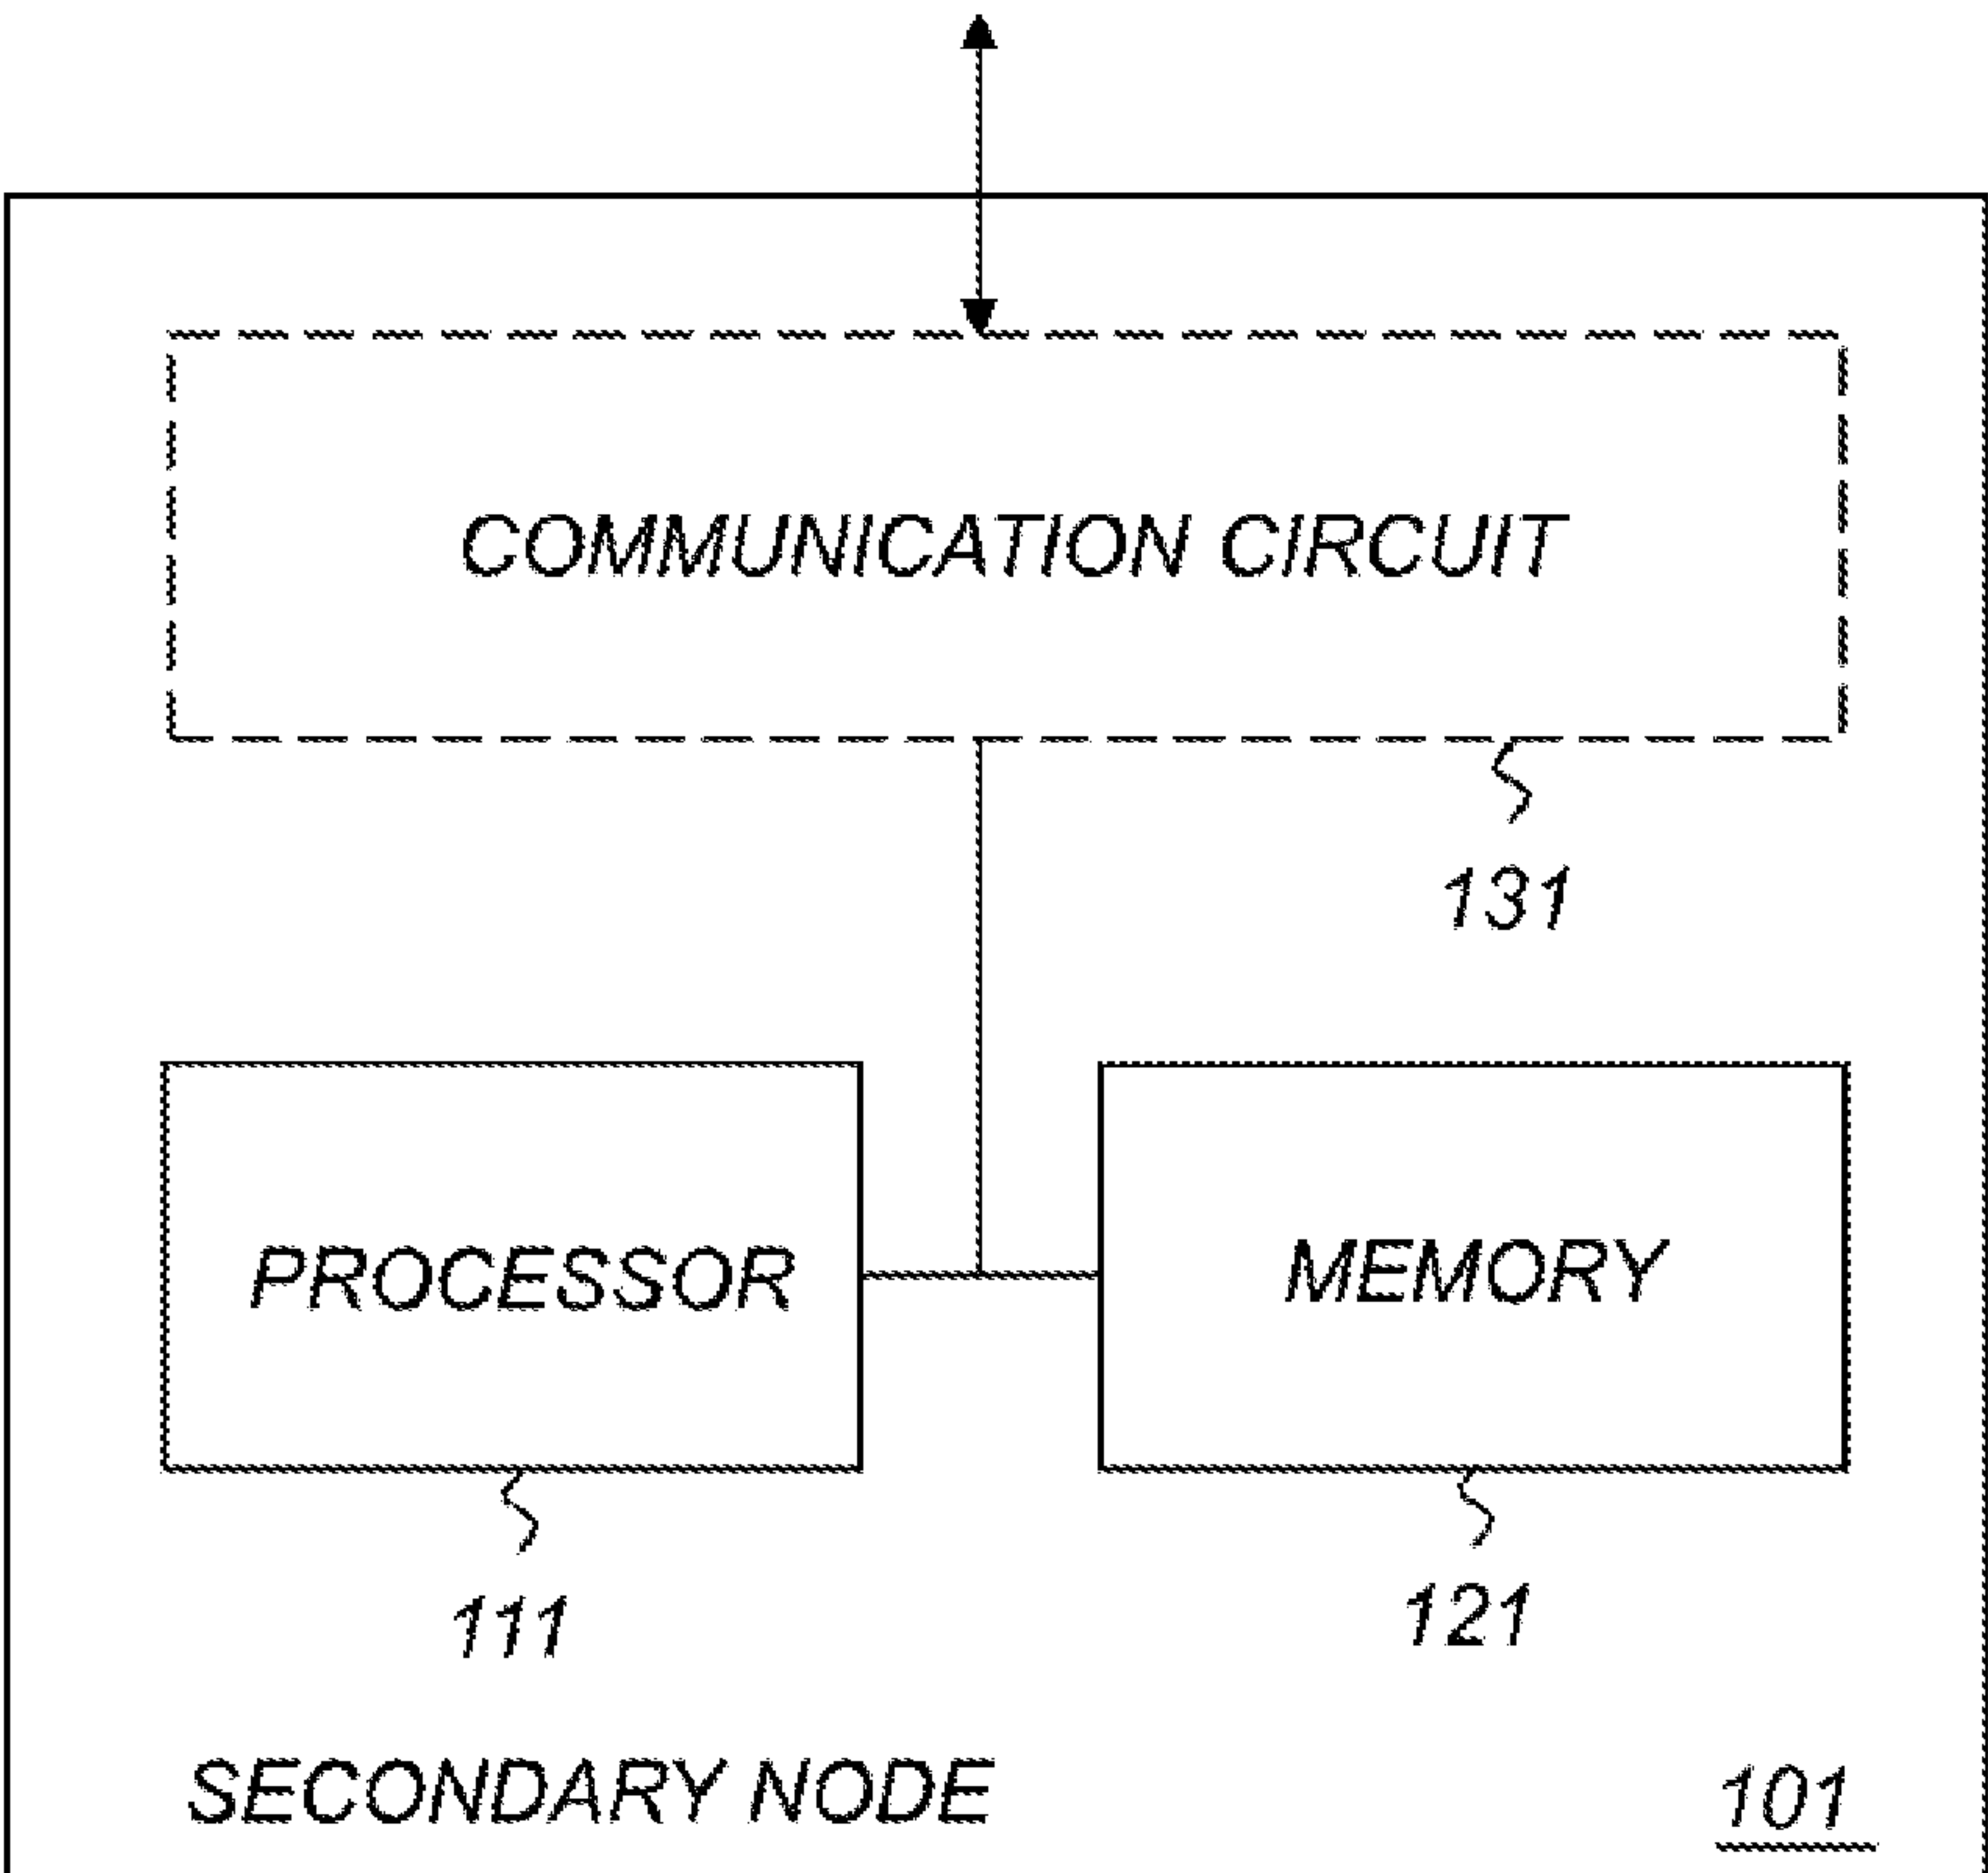 COMMUNICATION CIRCUIT
131
PROCESSOR
MEMORY
111
121
SECONDARY NODE
101